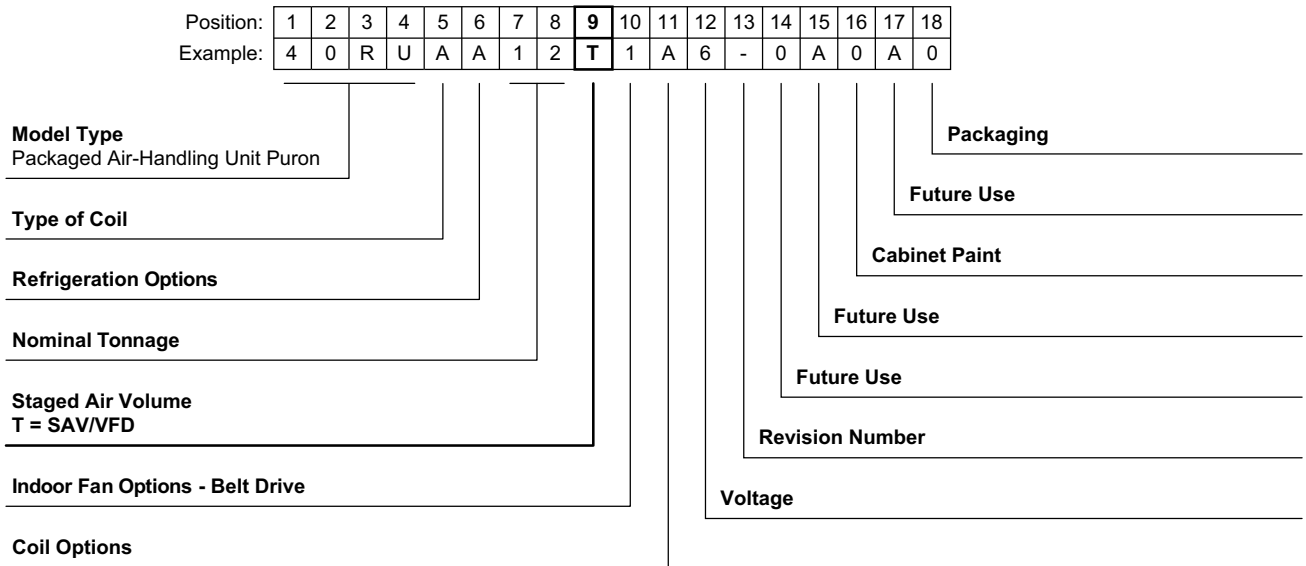 Position: 1 2 3 4 5 6 7 8 9 10 11 12 13 14 15 16 17 18
Example: 4 0 R U A A 1 2 T 1 A 6 - 0 A 0 A 0
Model Type
Packaged Air-Handling Unit Puron
Type of Coil
Refrigeration Options
Nominal Tonnage
Staged Air Volume
T = SAV/VFD
Indoor Fan Options - Belt Drive
Coil Options
Packaging
Future Use
Cabinet Paint
Future Use
Future Use
Revision Number
Voltage